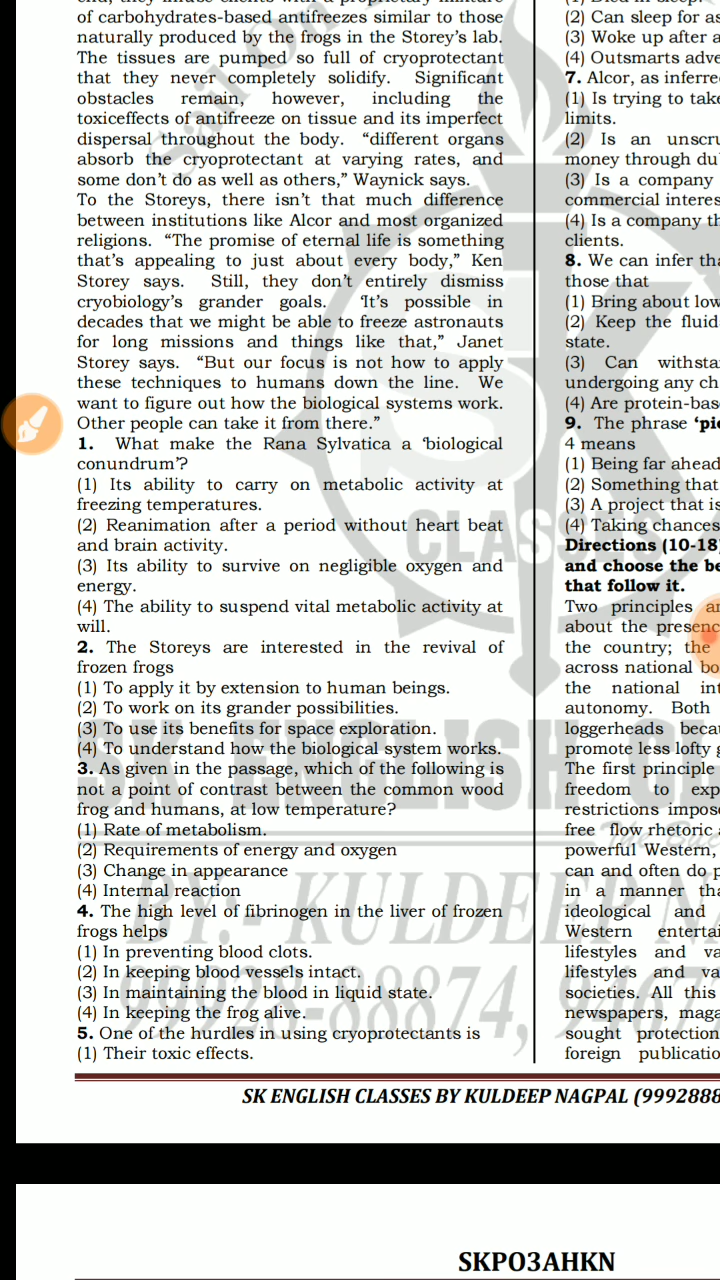 of carbohydrates-based antifreezes similar to those
naturally produced by the frogs in the Storey's lab.
The tissues are pumped so full of cryoprotectant
that they never completely solidify. Significant
obstacles remain, however, including the
toxiceffects of antifreeze on tissue and its imperfect
dispersal throughout the body. "different organs
absorb the cryoprotectant at varying rates, and
some don't do as well as others," Waynick says.
To the Storeys, there isn't that much difference
between institutions like Alcor and most organized
religions. "The promise of eternal life is something
that's appealing to just about every body," Ken
Storey says. Still, they don't entirely dismiss
cryobiology's grander goals. 'It's possible in
decades that we might be able to freeze astronauts
for long missions and things like that," Janet
Storey says. "But our focus is not how to apply
these techniques to humans down the line. We
want to figure out how the biological systems work.
Other people can take it from there."
1. What make the Rana Sylvatica a 'biological
conundrum'?
(1) Its ability to carry on metabolic activity at
freezing temperatures.
(2) Reanimation after a period without heart beat
and brain activity.
(3) Its ability to survive on negligible oxygen and
energy.
(4) The ability to suspend vital metabolic activity at
will.
2. The Storeys are interested in the revival of
frozen frogs
(1) To apply it by extension to human beings.
(2) To work on its grander possibilities.
(3) To use its benefits for space exploration.
(4) To understand how the biological system works.
3. As given in the passage, which of the following is
not a point of contrast between the common wood
frog and humans, at low temperature?
(1) Rate of metabolism.
(2) Requirements of energy and oxygen
(3) Change in appearance
(4) Internal reaction
4. The high level of fibrinogen in the liver of frozen
frogs helps
(1) In preventing blood clots.
(2) In keeping blood vessels intact.
(3) In maintaining the blood in liquid state.
(4) In keeping the frog alive.
5. One of the hurdles in using cryoprotectants is
(1) Their toxic effects.
(2) Can sleep for as
(3) Woke up after a
(4) Outsmarts adve
7. Alcor, as inferre
(1) Is trying to take
limits.
(2) Is an unscru
money through du
(3) Is a company
commercial interes
(4) Is a company th
clients.
8. We can infer tha
those that
(1) Bring about low
(2) Keep the fluid
state.
(3) Can withsta
undergoing any ch
(4) Are protein-bas
9. The phrase 'pie
4 means
(1) Being far ahead
(2) Something that
(3) A project that is
(4) Taking chances
Directions (10-18)
and choose the be
that follow it.
Two principles ar
about the presenc
the country; the
across national bo
the national int
autonomy. Both
loggerheads becau
promote less lofty g
The first principle
freedom to exp
restrictions impose
free flow rhetoric a
powerful Western,
can and often do p
in a manner tha
ideological and
Western entertai
lifestyles and va
lifestyles and va
societies. All this
newspapers, maga
sought protection
foreign publicatio
Sail On
SK
CLASSES
SK ENGLISH CL
BY:- KULDEEP NA
99928-88874, 9467
SK ENGLISH CLASSES BY KULDEEP NAGPAL (9992888
SKPO3AHKN